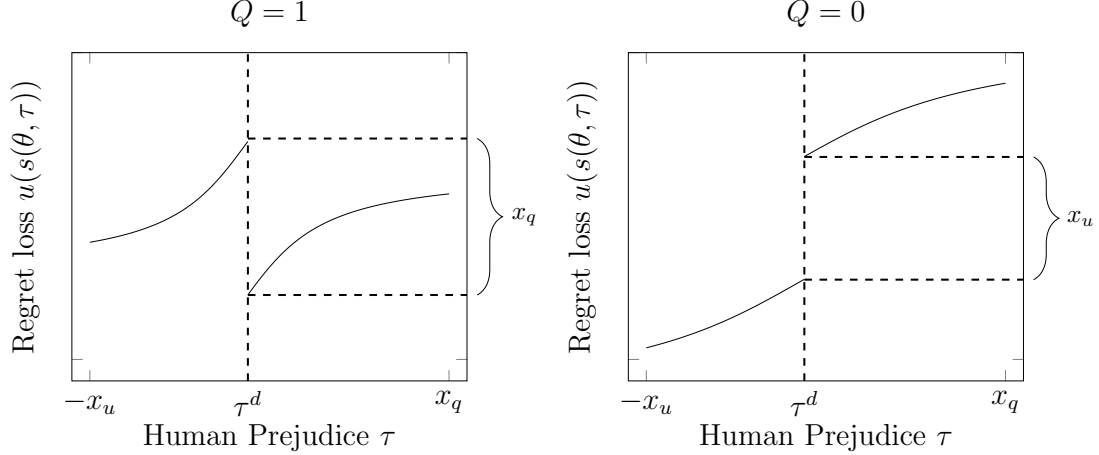 Q = 1
Regret loss u(s(θ, τ))
x_q
−x_u
τ^d
x_q
Human Prejudice τ
Q = 0
Regret loss u(s(θ, τ))
x_u
−x_u
τ^d
x_q
Human Prejudice τ